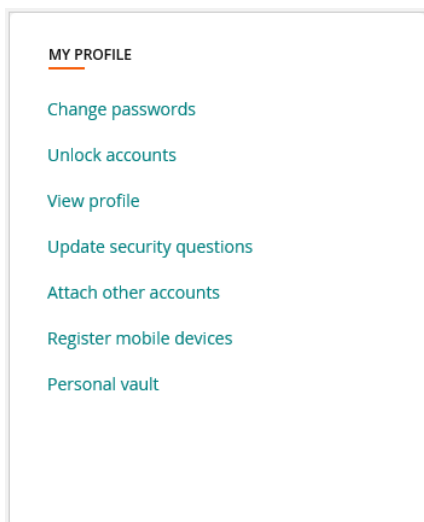 MY PROFILE
Change passwords
Unlock accounts
View profile
Update security questions
Attach other accounts
Register mobile devices
Personal vault